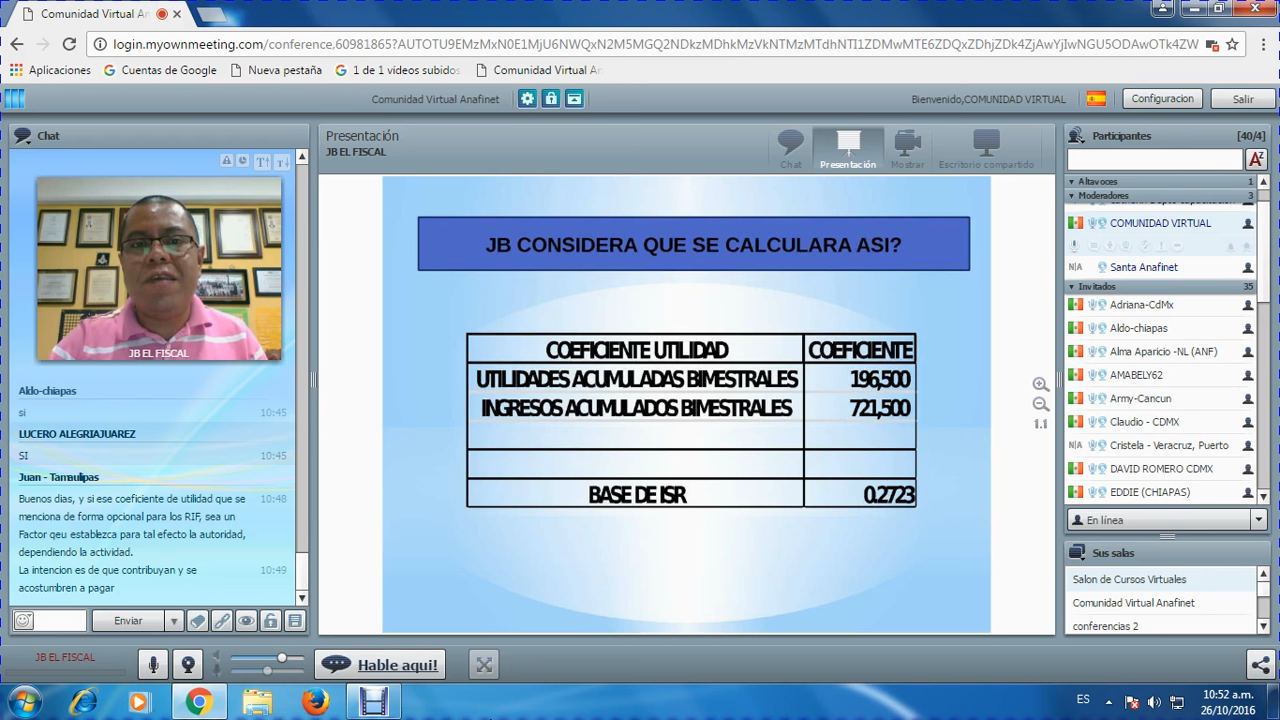 Comunidad Virtual Anafin
login.myownmeeting.com/conference,60981865?AUTOTU9EMzMxN0E1MjU6NWQxN2M5MGQ2NDkzMDhkMzVkNTMzMTdhNTI1ZDMwMTE6ZDQxZDhjZDk4ZjAwYjIwNGU5ODAwOTk4ZW
Aplicaciones
Cuentas de Google
Nueva pestaña
1 de 1 vídeos subidos
Comunidad Virtual An
Comunidad Virtual Anafinet
Bienvenido,COMUNIDAD VIRTUAL
Configuracion
Salir
Chat
JB EL FISCAL
Aldo-chiapas
si 10:45
LUCERO ALEGRIAJUAREZ
SI 10:45
Juan - Tamaulipas
Buenos dias, y si ese coeficiente de utilidad que se 10:48
menciona de forma opcional para los RIF, sea un
Factor qeu establezca para tal efecto la autoridad,
dependiendo la actividad.
La intencion es de que contribuyan y se 10:49
acostumbren a pagar
Enviar
Presentación
JB EL FISCAL
Chat
Presentación
Mostrar
Escritorio compartido
JB CONSIDERA QUE SE CALCULARA ASI?
COEFICIENTE UTILIDAD COEFICIENTE
UTILIDADES ACUMULADAS BIMESTRALES 196,500
INGRESOS ACUMULADOS BIMESTRALES 721,500
BASE DE ISR 0.2723
1.1
Participantes [40/4]
Altavoces 1
Moderadores 3
COMUNIDAD VIRTUAL
N/A Santa Anafinet
Invitados 35
Adriana-CdMx
Aldo-chiapas
Alma Aparicio -NL (ANF)
AMABELY62
Army-Cancun
Claudio - CDMX
N/A Cristela - Veracruz, Puerto
DAVID ROMERO CDMX
EDDIE (CHIAPAS)
En línea
Sus salas
Salon de Cursos Virtuales
Comunidad Virtual Anafinet
conferencias 2
JB EL FISCAL
Hable aqui!
ES
10:52 a.m.
26/10/2016